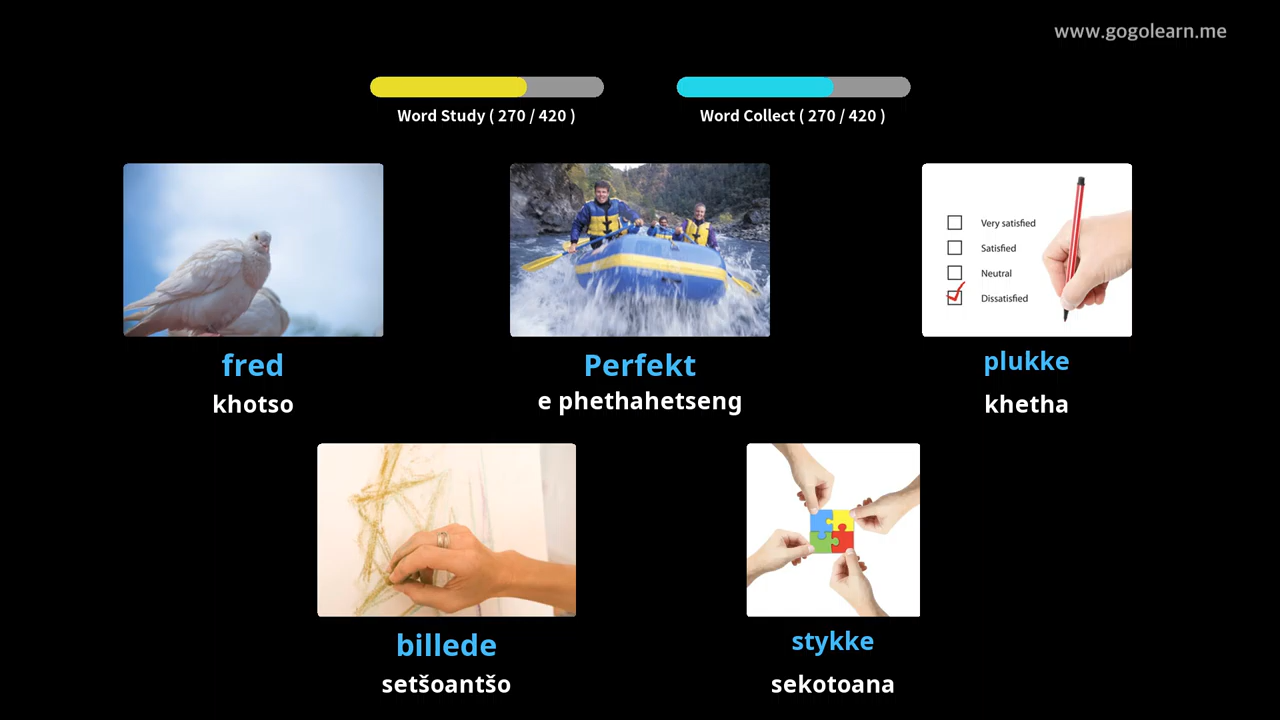 www.gogolearn.me
Word Study ( 270 / 420 )
Word Collect ( 270 / 420 )
Very satisfied
Satisfied
Neutral
Dissatisfied
fred
Perfekt
plukke
khotso
e phethahetseng
khetha
billede
stykke
setšoantšo
sekotoana